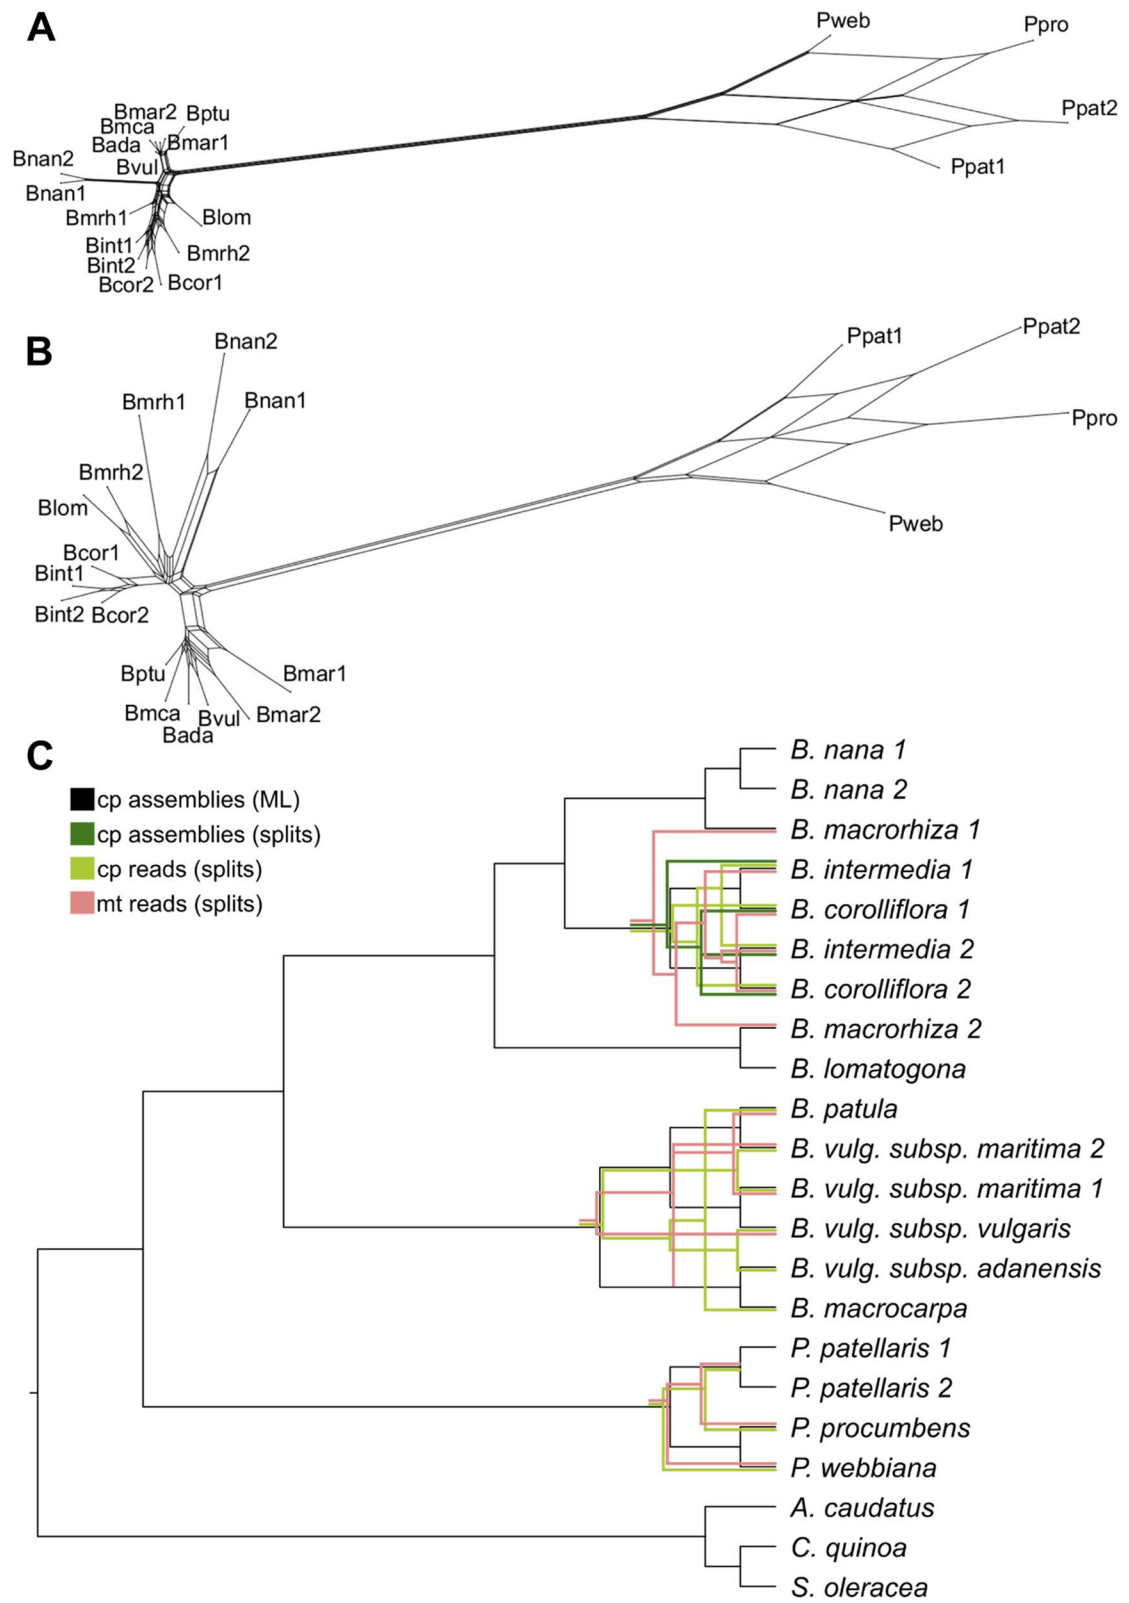 A
Pweb
Ppro
Ppat2
Ppat1
Bmar2
Bptu
Bmca
Bada
Bmar1
Bnan2
Bvul
Bnan1
Bmrh1
Blom
Bint1
Bmrh2
Bint2
Bcor2
Bcor1
B
Bnan2
Ppat1
Ppat2
Bmrh1
Bnan1
Ppro
Bmrh2
Blom
Pweb
Bcor1
Bint1
Bint2
Bcor2
Bptu
Bmar1
Bmca
Bvul
Bmar2
Bada
C
cp assemblies (ML)
cp assemblies (splits)
cp reads (splits)
mt reads (splits)
B. nana 1
B. nana 2
B. macrorhiza 1
B. intermedia 1
B. corolliflora 1
B. intermedia 2
B. corolliflora 2
B. macrorhiza 2
B. lomatogona
B. patula
B. vulg. subsp. maritima 2
B. vulg. subsp. maritima 1
B. vulg. subsp. vulgaris
B. vulg. subsp. adanensis
B. macrocarpa
P. patellaris 1
P. patellaris 2
P. procumbens
P. webbiana
A. caudatus
C. quinoa
S. oleracea